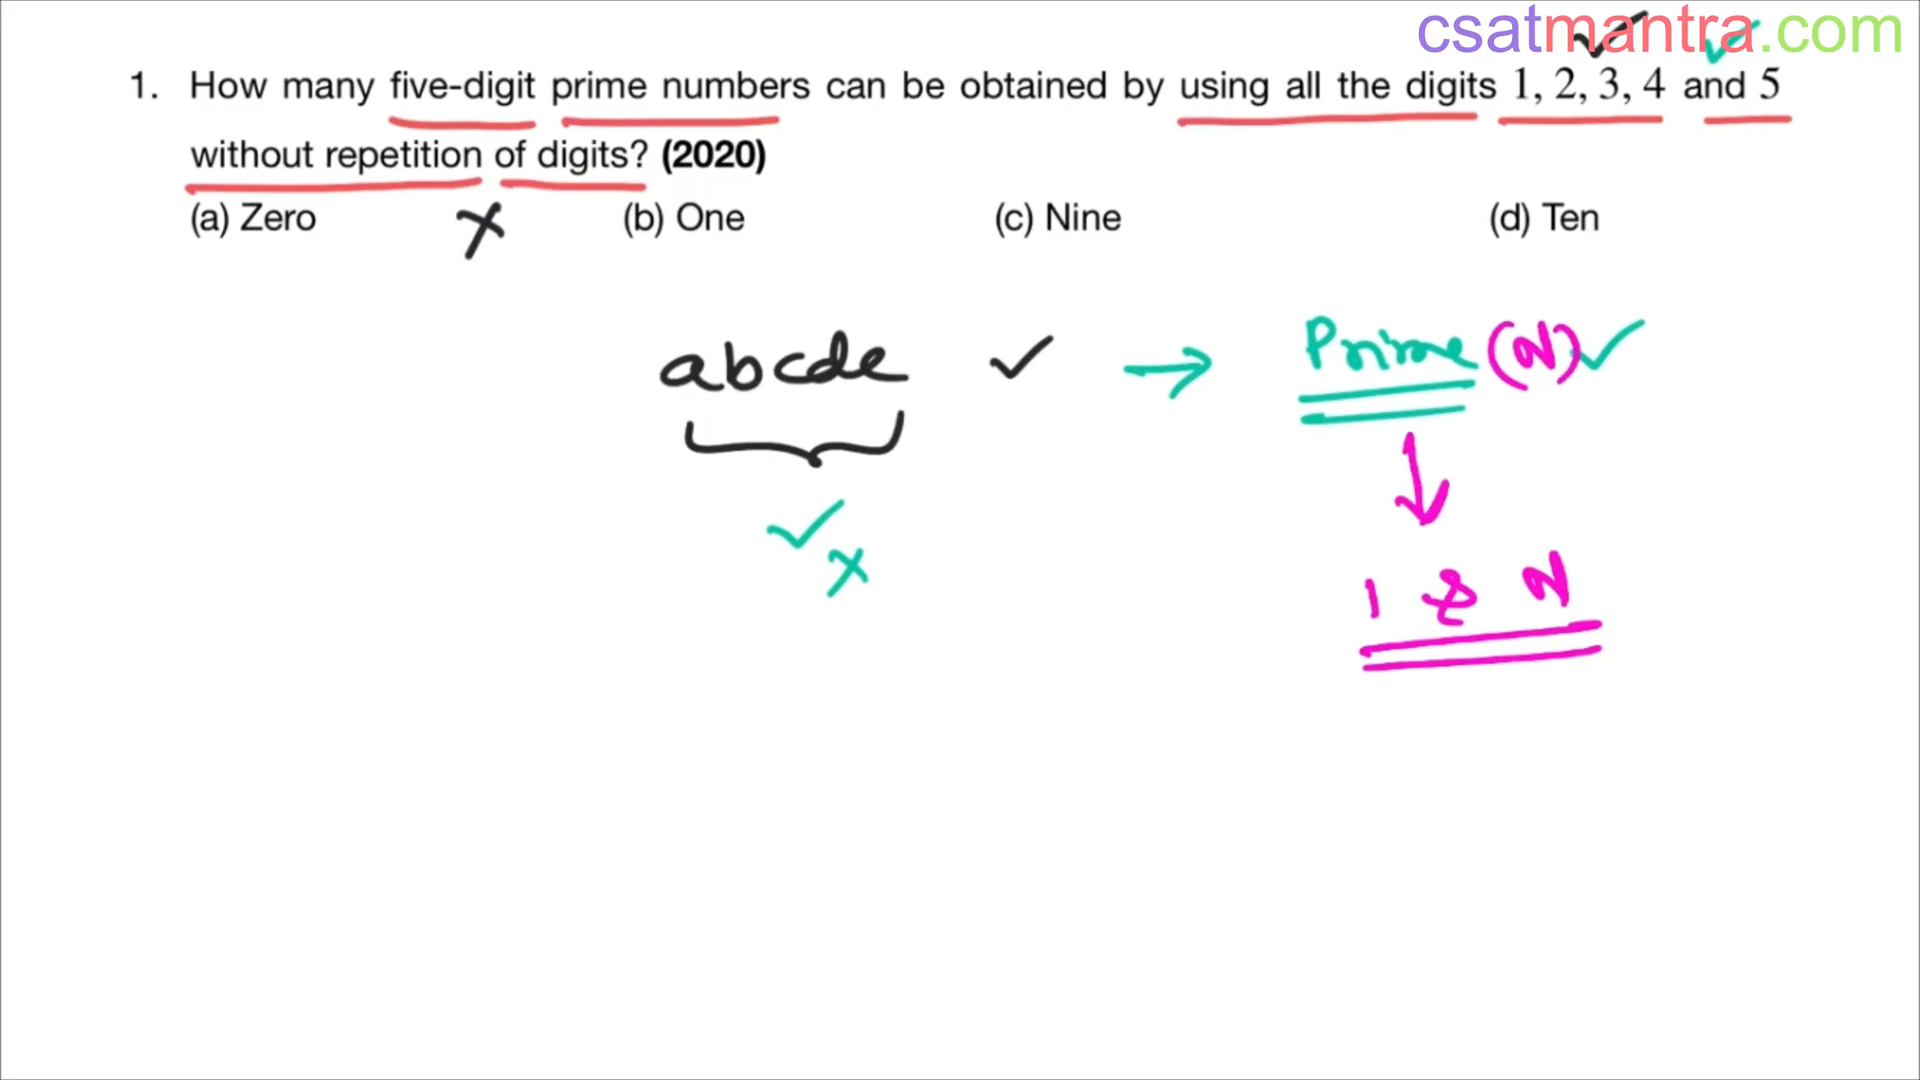 csatmantra.com
1. How many five-digit prime numbers can be obtained by using all the digits 1, 2, 3, 4 and 5
without repetition of digits? (2020)
(a) Zero (b) One (c) Nine (d) Ten
abcde → Prime (N)
1 & N